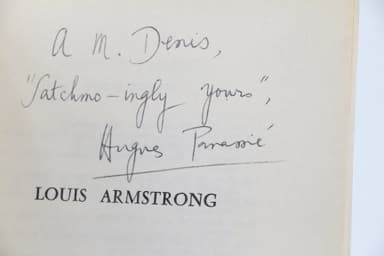 A M. Denis,
"Satchmo-ingly yours",
Hugues Panassié
LOUIS ARMSTRONG